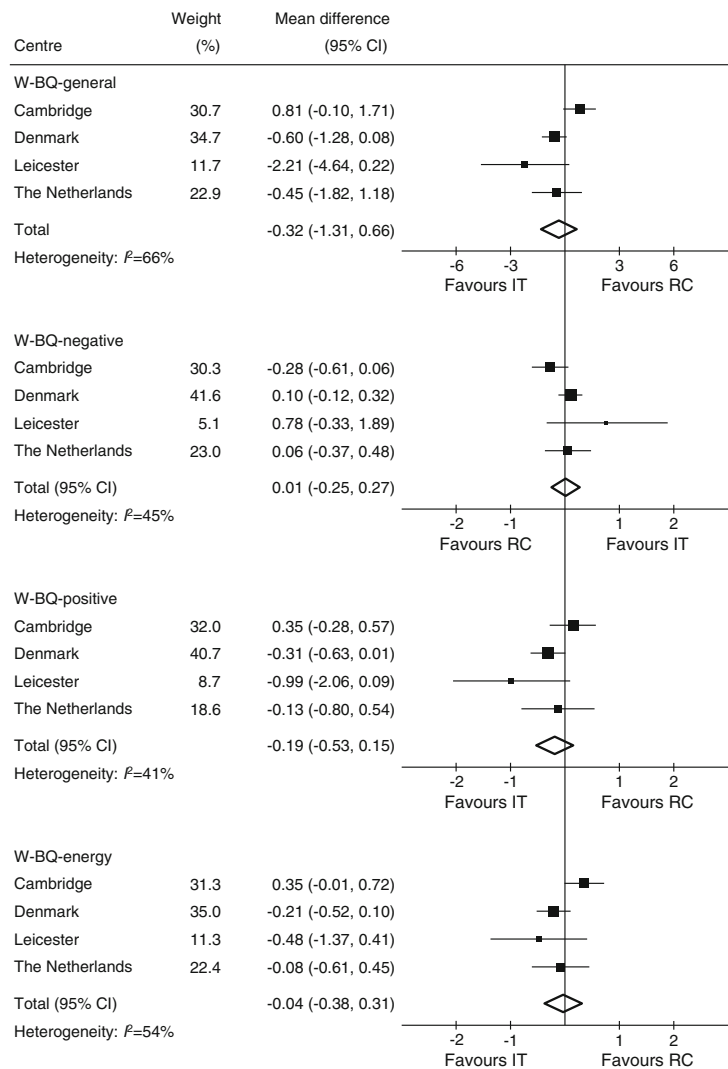 Weight Mean difference
Centre (%) (95% CI)
W-BQ-general
Cambridge 30.7 0.81 (-0.10, 1.71)
Denmark 34.7 -0.60 (-1.28, 0.08)
Leicester 11.7 -2.21 (-4.64, 0.22)
The Netherlands 22.9 -0.45 (-1.82, 1.18)
Total -0.32 (-1.31, 0.66)
Heterogeneity: I²=66%
-6 -3 3 6
Favours IT Favours RC
W-BQ-negative
Cambridge 30.3 -0.28 (-0.61, 0.06)
Denmark 41.6 0.10 (-0.12, 0.32)
Leicester 5.1 0.78 (-0.33, 1.89)
The Netherlands 23.0 0.06 (-0.37, 0.48)
Total (95% CI) 0.01 (-0.25, 0.27)
Heterogeneity: I²=45%
-2 -1 1 2
Favours RC Favours IT
W-BQ-positive
Cambridge 32.0 0.35 (-0.28, 0.57)
Denmark 40.7 -0.31 (-0.63, 0.01)
Leicester 8.7 -0.99 (-2.06, 0.09)
The Netherlands 18.6 -0.13 (-0.80, 0.54)
Total (95% CI) -0.19 (-0.53, 0.15)
Heterogeneity: I²=41%
-2 -1 1 2
Favours IT Favours RC
W-BQ-energy
Cambridge 31.3 0.35 (-0.01, 0.72)
Denmark 35.0 -0.21 (-0.52, 0.10)
Leicester 11.3 -0.48 (-1.37, 0.41)
The Netherlands 22.4 -0.08 (-0.61, 0.45)
Total (95% CI) -0.04 (-0.38, 0.31)
Heterogeneity: I²=54%
-2 -1 1 2
Favours IT Favours RC